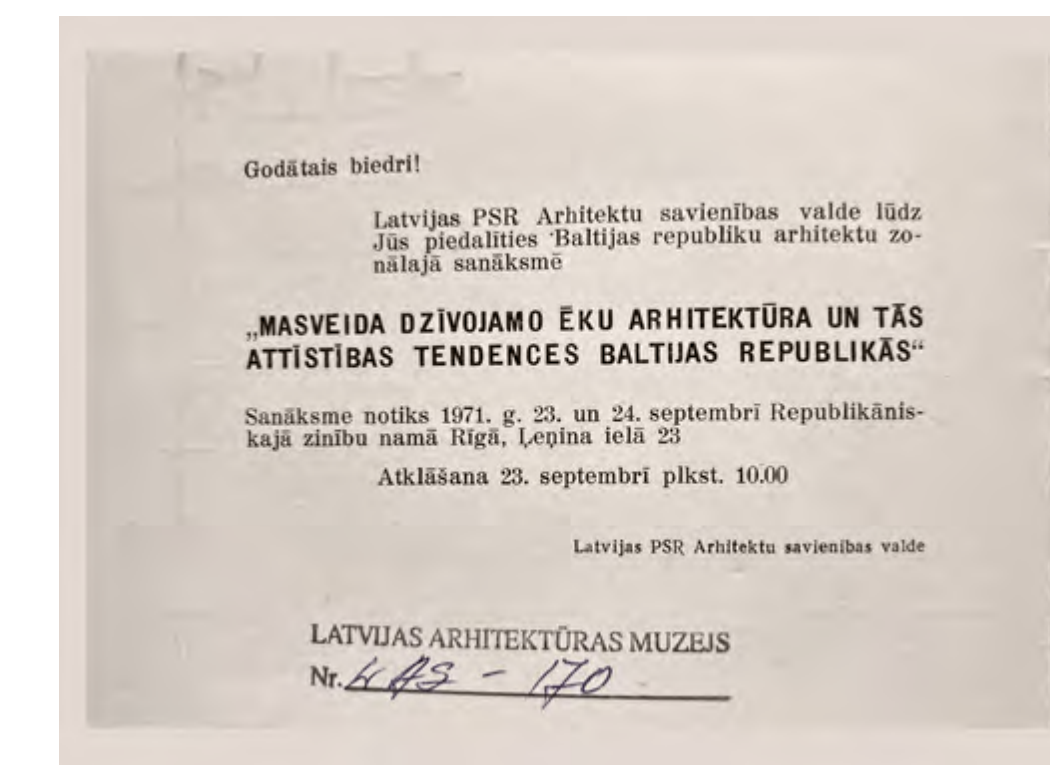 Godātais biedri!
Latvijas PSR Arhitektu savienības valde lūdz
Jūs piedalīties Baltijas republiku arhitektu zo-
nālajā sanāksmē
„MASVEIDA DZĪVOJAMO ĒKU ARHITEKTŪRA UN TĀS
ATTĪSTĪBAS TENDENCES BALTIJAS REPUBLIKĀS“
Sanāksme notiks 1971. g. 23. un 24. septembrī Republikānis-
kajā zinību namā Rīgā, Ļeņina ielā 23
Atklāšana 23. septembrī plkst. 10.00
Latvijas PSR Arhitektu savienības valde
LATVIJAS ARHITEKTŪRAS MUZEJS
Nr. - 170